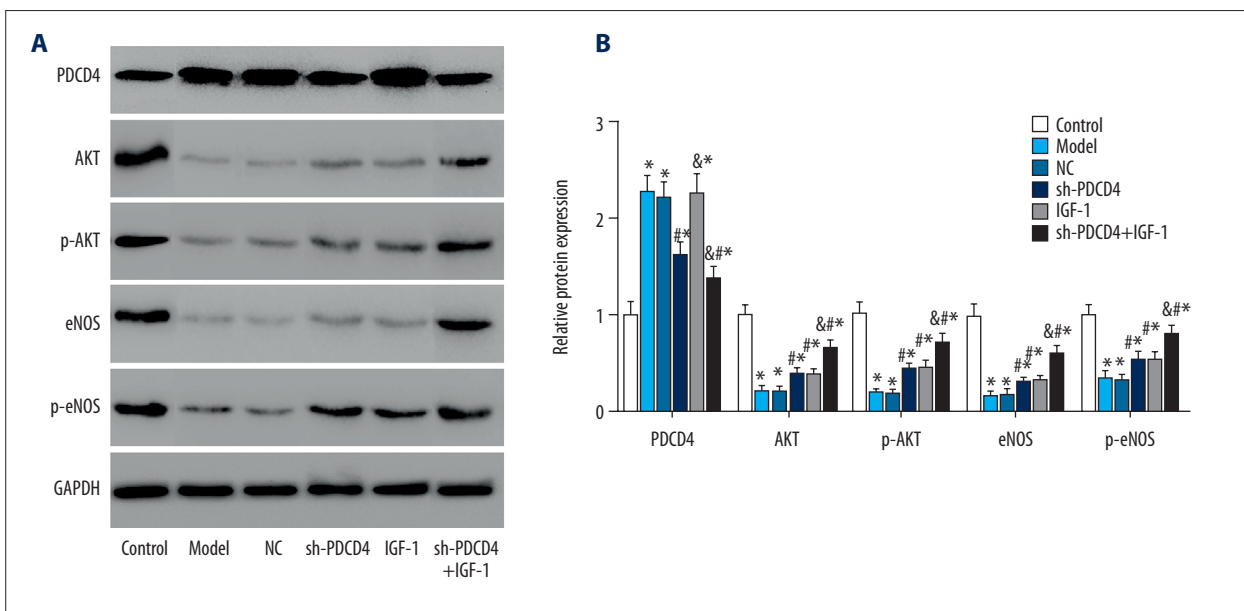 A
PDCD4
AKT
p-AKT
eNOS
p-eNOS
GAPDH
Control Model NC sh-PDCD4 IGF-1 sh-PDCD4
+IGF-1
B
Relative protein expression
3
2
1
0
Control
Model
NC
sh-PDCD4
IGF-1
sh-PDCD4+IGF-1
* * #* &* &#*
* * #* #* &#*
* * #* #* &#*
* * #* #* &#*
* * #* #* &#*
PDCD4 AKT p-AKT eNOS p-eNOS